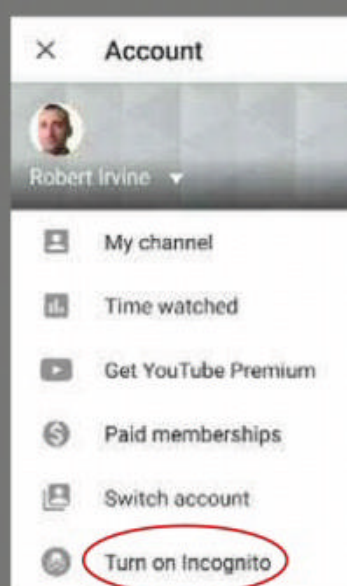 Account
Robert Irvine
My channel
Time watched
Get YouTube Premium
Paid memberships
Switch account
Turn on Incognito